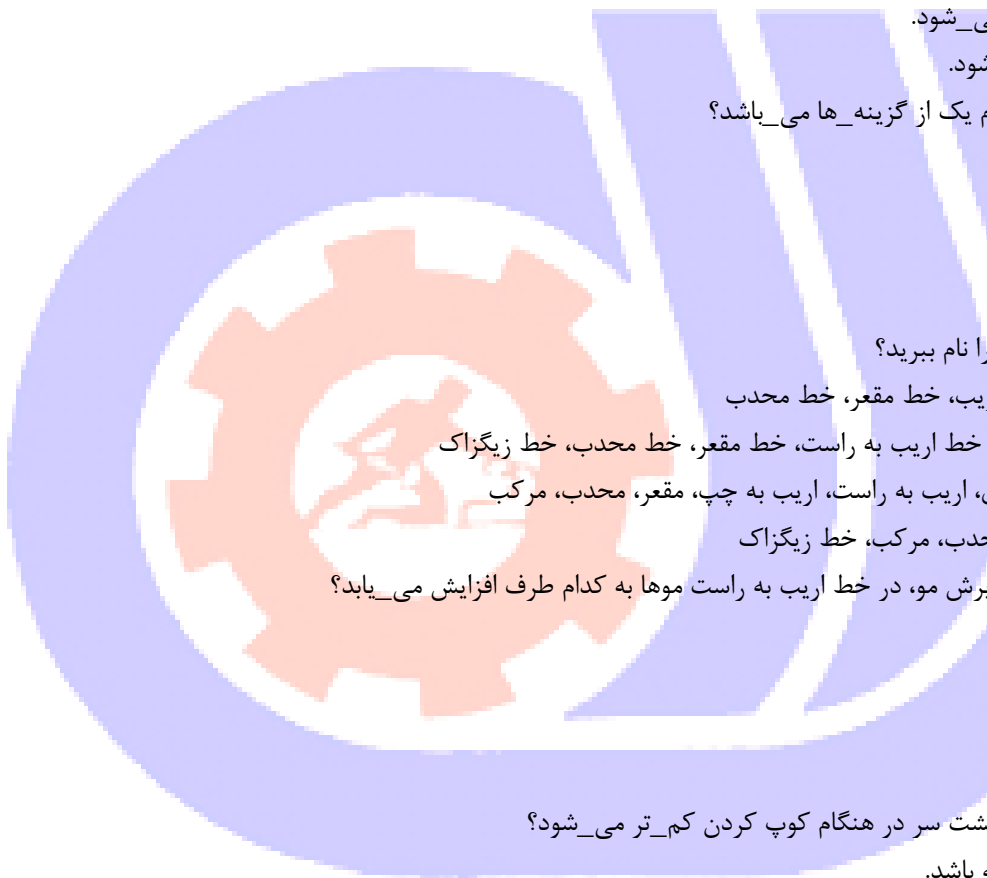 ی_شود.
شود.
م یک از گزینه_ها می_باشد؟
را نام ببرید؟
ریب، خط مقعر، خط محدب
خط اریب به راست، خط مقعر، خط محدب، خط زیگزاک
، اریب به راست، اریب به چپ، مقعر، محدب، مرکب
حدب، مرکب، خط زیگزاک
برش مو، در خط اریب به راست موها به کدام طرف افزایش می_یابد؟
شت سر در هنگام کوپ کردن کم_تر می_شود؟
ه باشد.